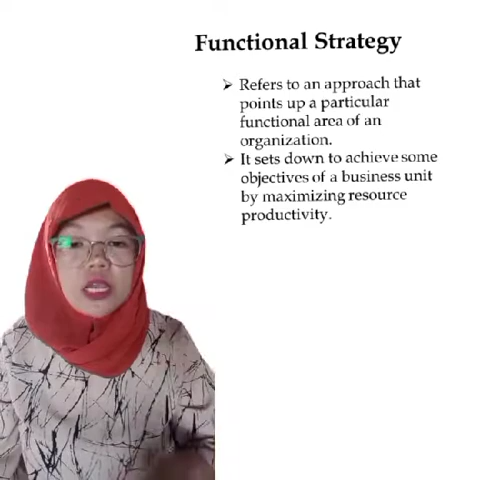 Functional Strategy
➢ Refers to an approach that
points up a particular
functional area of an
organization.
➢ It sets down to achieve some
objectives of a business unit
by maximizing resource
productivity.